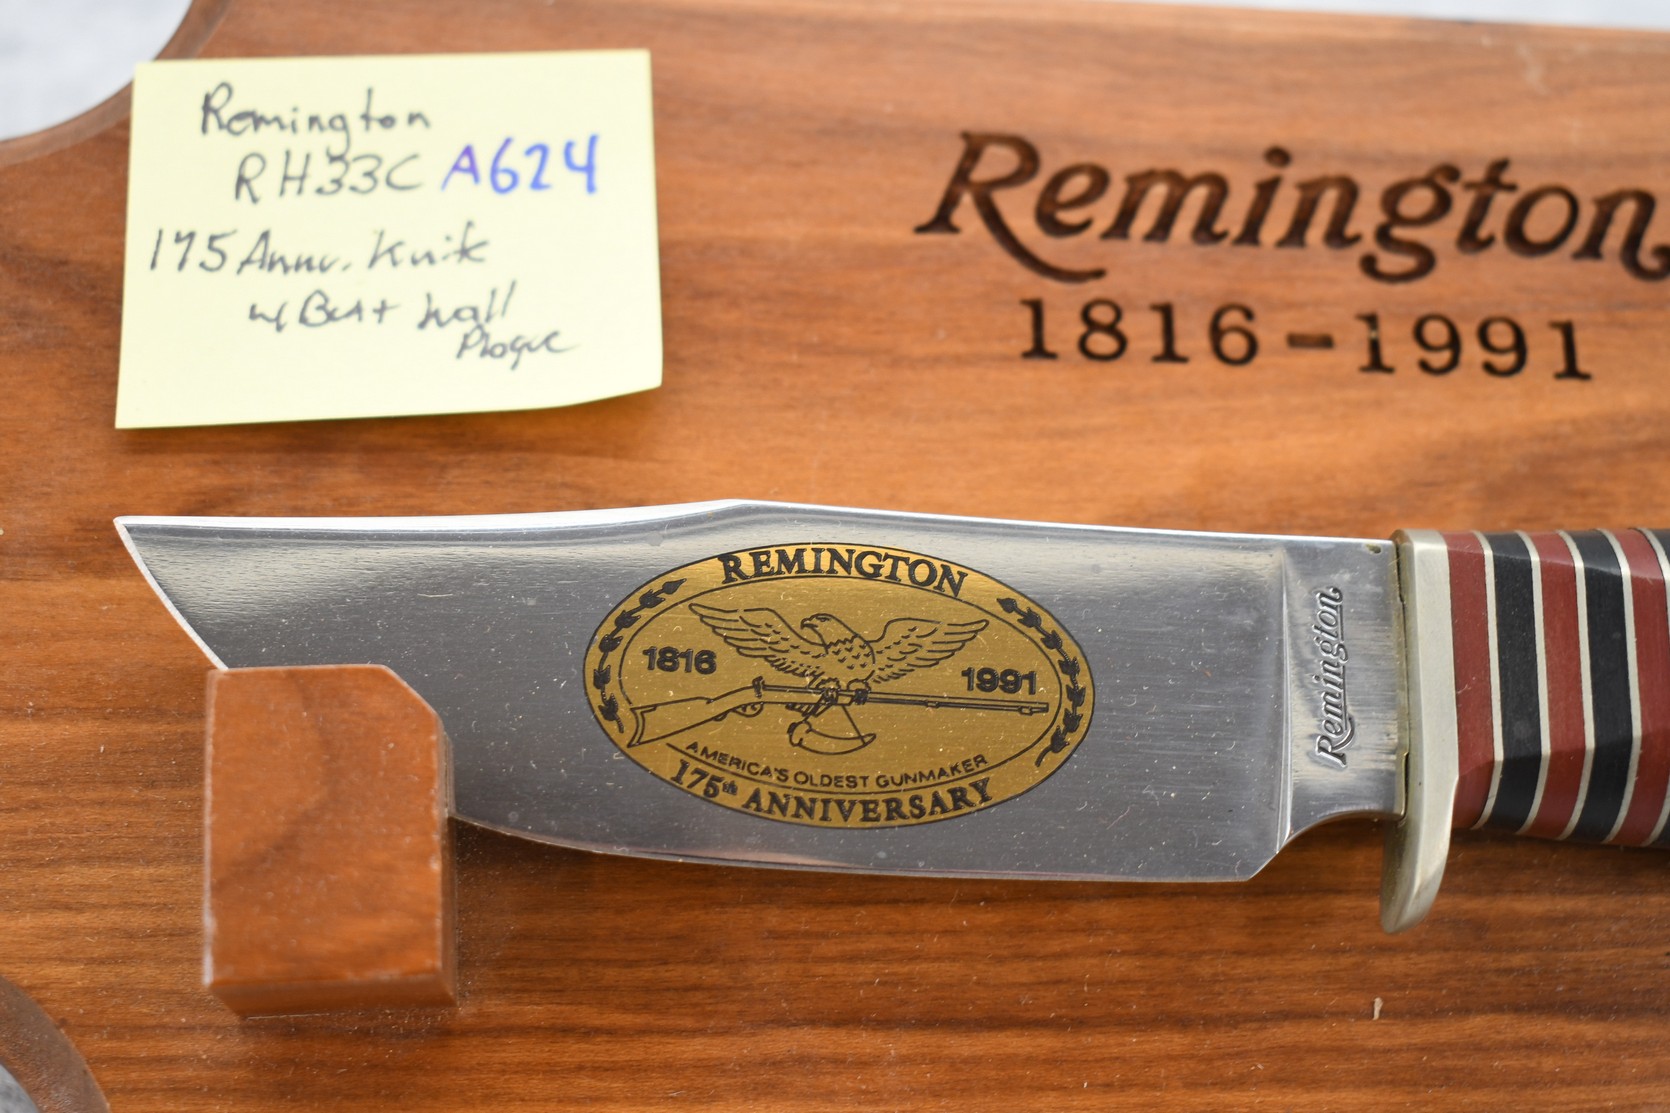 Remington
RH33C A624
175 Anniv. Knife
w/ Belt Wall
Plaque
Remington
1816-1991
REMINGTON
1816 1991
AMERICA'S OLDEST GUNMAKER
175th ANNIVERSARY
Remington